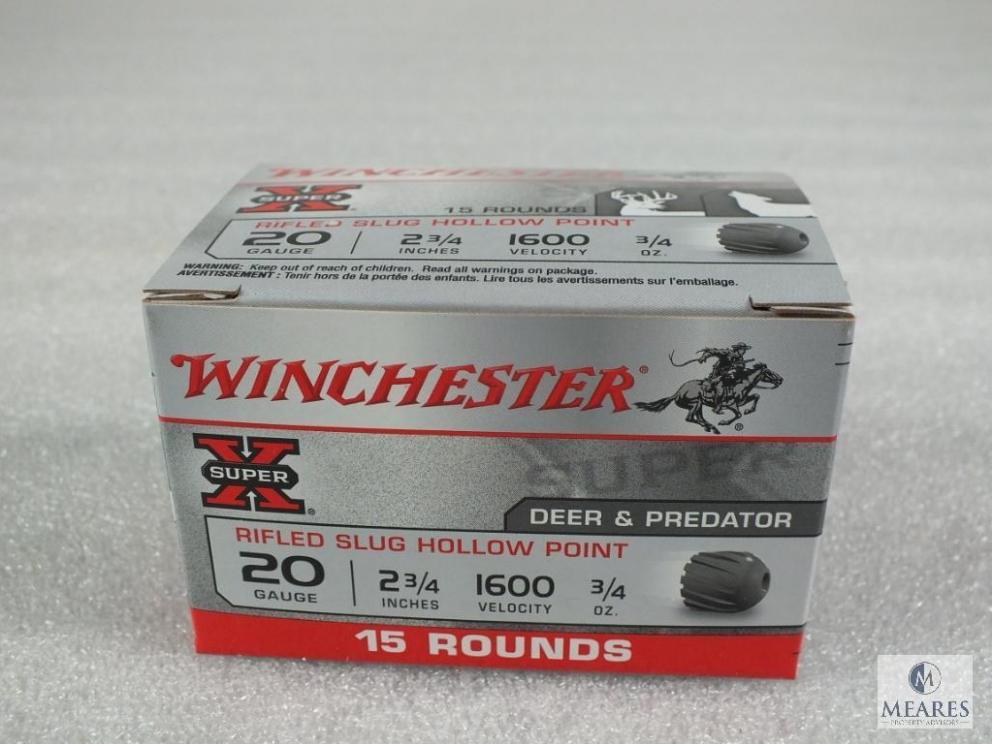 WINCHESTER
SUPER X ®
15 ROUNDS
RIFLED SLUG HOLLOW POINT
20 GAUGE 2 3/4 INCHES 1600 VELOCITY 3/4 OZ.
WARNING: Keep out of reach of children. Read all warnings on package.
AVERTISSEMENT : Tenir hors de la portée des enfants. Lire tous les avertissements sur l'emballage.
WINCHESTER ®
®
SUPER
SUPER X ®
DEER & PREDATOR
RIFLED SLUG HOLLOW POINT
20 GAUGE 2 3/4 INCHES 1600 VELOCITY 3/4 OZ.
15 ROUNDS
M
MEARES
PROPERTY ADVISORS